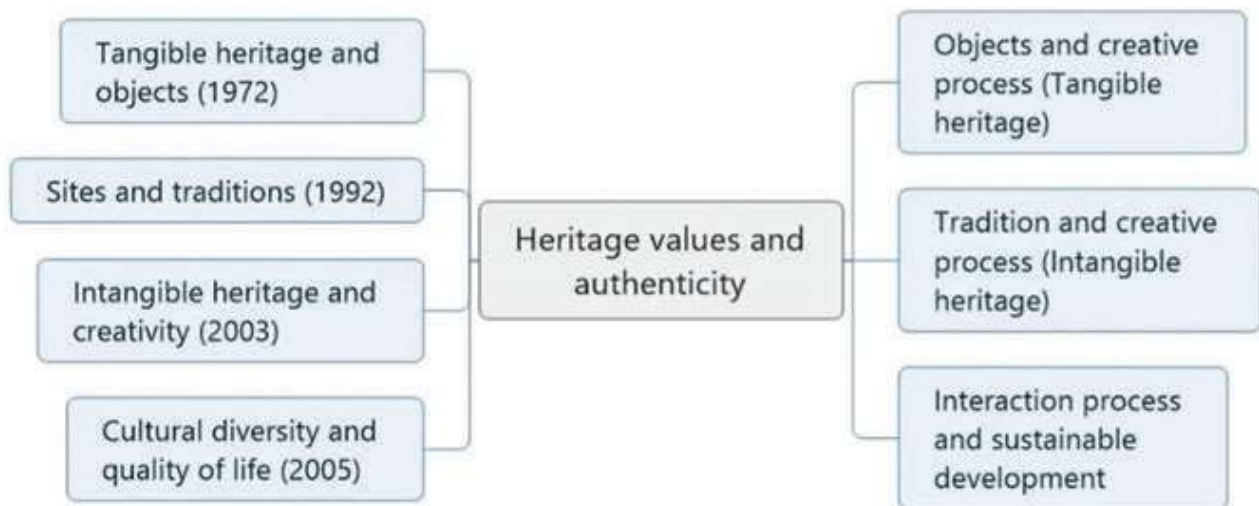 Tangible heritage and
objects (1972)
Sites and traditions (1992)
Intangible heritage and
creativity (2003)
Cultural diversity and
quality of life (2005)
Heritage values and
authenticity
Objects and creative
process (Tangible
heritage)
Tradition and creative
process (Intangible
heritage)
Interaction process
and sustainable
development